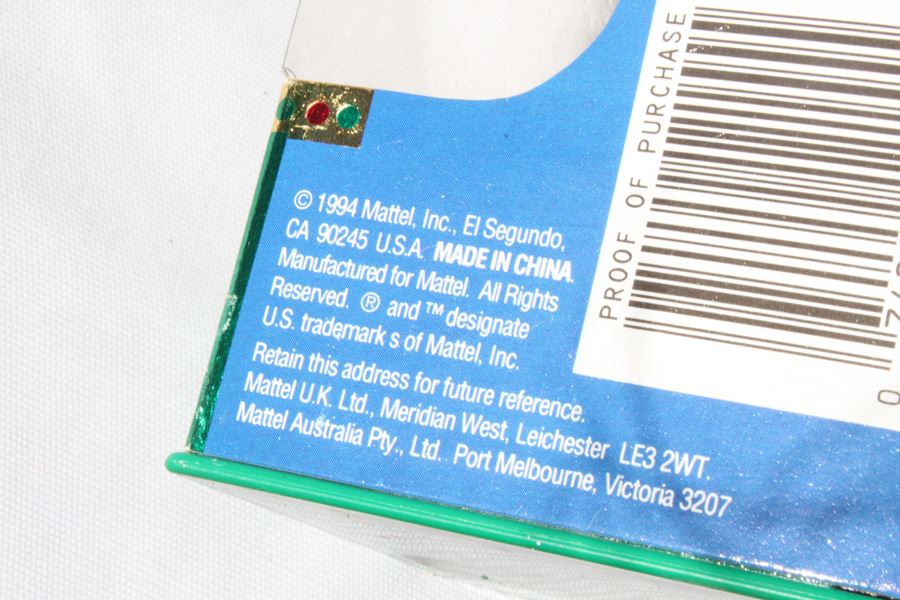 © 1994 Mattel, Inc., El Segundo,
CA 90245 U.S.A. MADE IN CHINA.
Manufactured for Mattel. All Rights
Reserved. ® and ™ designate
U.S. trademark s of Mattel, Inc.
Retain this address for future reference.
Mattel U.K. Ltd., Meridian West, Leichester LE3 2WT.
Mattel Australia Pty., Ltd. Port Melbourne, Victoria 3207
PROOF OF PURCHASE
0